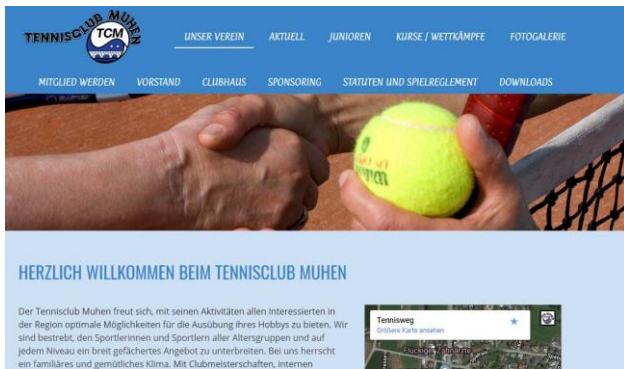 TENNISCLUB MUHEN
TCM
UNSER VEREIN AKTUELL JUNIOREN KURSE / WETTKÄMPFE FOTOGALERIE
MITGLIED WERDEN VORSTAND CLUBHAUS SPONSORING STATUTEN UND SPIELREGLEMENT DOWNLOADS
HERZLICH WILLKOMMEN BEIM TENNISCLUB MUHEN
Der Tennisclub Muhen freut sich, mit seinen Aktivitäten allen Interessierten in
der Region optimale Möglichkeiten für die Ausübung ihres Hobbys zu bieten. Wir
sind bestrebt, den Sportlerinnen und Sportlern aller Altersgruppen und auf
jedem Niveau ein breit gefächertes Angebot zu unterbreiten. Bei uns herrscht
ein familiäres und gemütliches Klima. Mit Clubmeisterschaften, internen
Tennisweg
Größere Karte ansehen